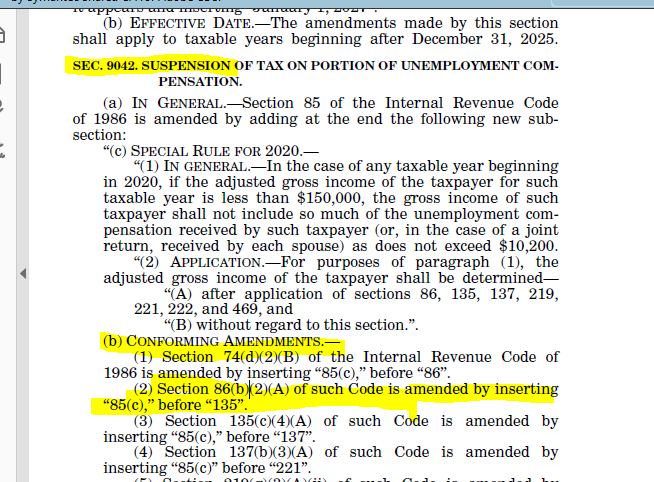 (b) EFFECTIVE DATE.—The amendments made by this section
shall apply to taxable years beginning after December 31, 2025.
SEC. 9042. SUSPENSION OF TAX ON PORTION OF UNEMPLOYMENT COM-
PENSATION.
(a) IN GENERAL.—Section 85 of the Internal Revenue Code
of 1986 is amended by adding at the end the following new sub-
section:
“(c) SPECIAL RULE FOR 2020.—
“(1) IN GENERAL.—In the case of any taxable year beginning
in 2020, if the adjusted gross income of the taxpayer for such
taxable year is less than $150,000, the gross income of such
taxpayer shall not include so much of the unemployment com-
pensation received by such taxpayer (or, in the case of a joint
return, received by each spouse) as does not exceed $10,200.
“(2) APPLICATION.—For purposes of paragraph (1), the
adjusted gross income of the taxpayer shall be determined—
“(A) after application of sections 86, 135, 137, 219,
221, 222, and 469, and
“(B) without regard to this section.”.
(b) CONFORMING AMENDMENTS.—
(1) Section 74(d)(2)(B) of the Internal Revenue Code of
1986 is amended by inserting “85(c),” before “86”.
(2) Section 86(b)(2)(A) of such Code is amended by inserting
“85(c),” before “135”.
(3) Section 135(c)(4)(A) of such Code is amended by
inserting “85(c),” before “137”.
(4) Section 137(b)(3)(A) of such Code is amended by
inserting “85(c)” before “221”.